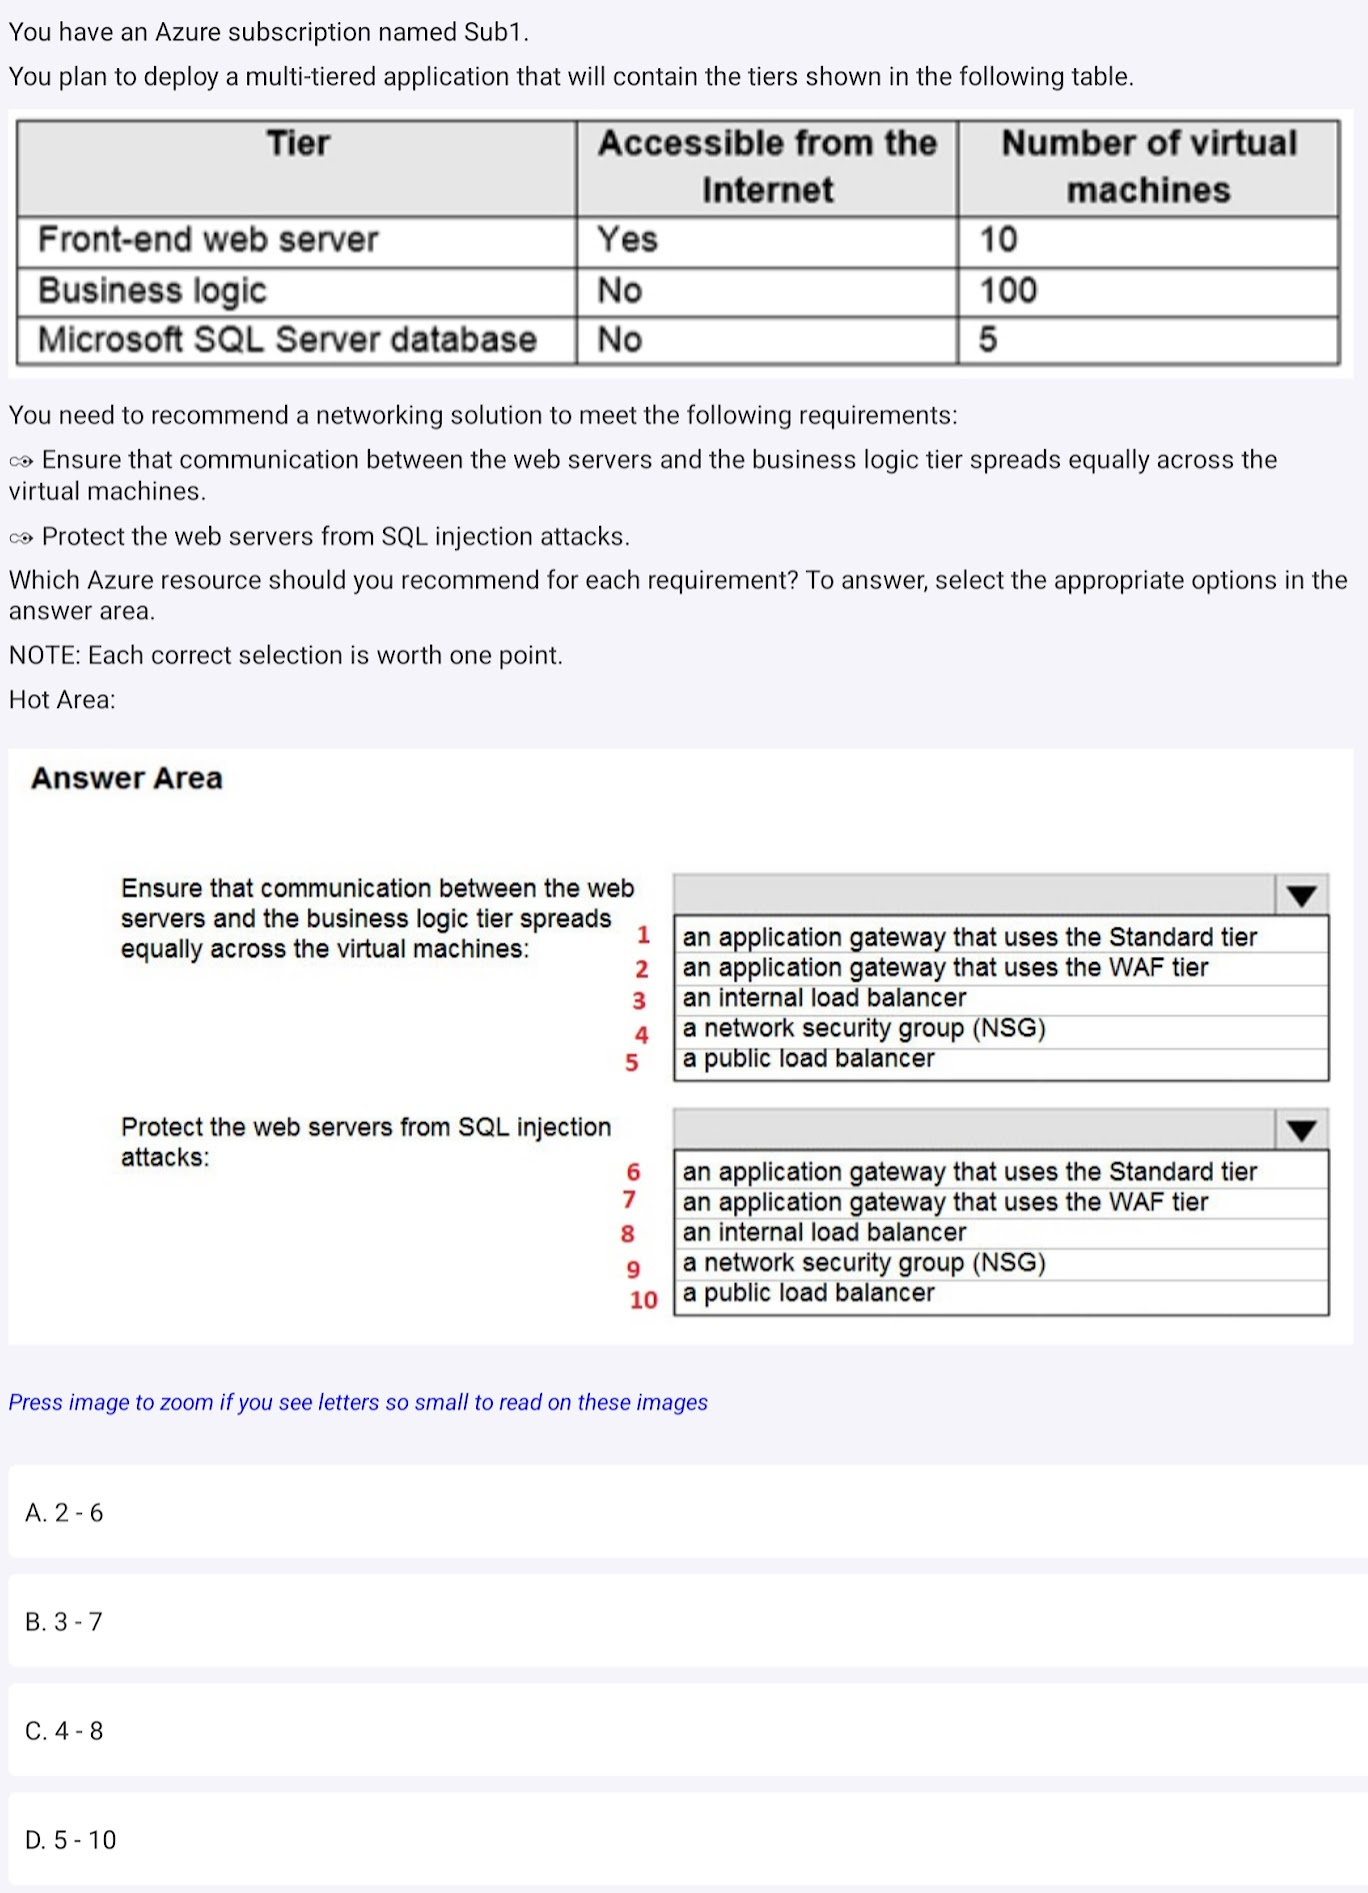 You have an Azure subscription named Sub1.
You plan to deploy a multi-tiered application that will contain the tiers shown in the following table.
Tier
Accessible from the Internet
Number of virtual machines
Front-end web server
Yes
10
Business logic
No
100
Microsoft SQL Server database
No
5
You need to recommend a networking solution to meet the following requirements:
Ensure that communication between the web servers and the business logic tier spreads equally across the
virtual machines.
Protect the web servers from SQL injection attacks.
Which Azure resource should you recommend for each requirement? To answer, select the appropriate options in the
answer area.
NOTE: Each correct selection is worth one point.
Hot Area:
Answer Area
Ensure that communication between the web
servers and the business logic tier spreads
equally across the virtual machines:
1 an application gateway that uses the Standard tier
2 an application gateway that uses the WAF tier
3 an internal load balancer
4 a network security group (NSG)
5 a public load balancer
Protect the web servers from SQL injection
attacks:
6 an application gateway that uses the Standard tier
7 an application gateway that uses the WAF tier
8 an internal load balancer
9 a network security group (NSG)
10 a public load balancer
Press image to zoom if you see letters so small to read on these images
A. 2 - 6
B. 3 - 7
C. 4 - 8
D. 5 - 10